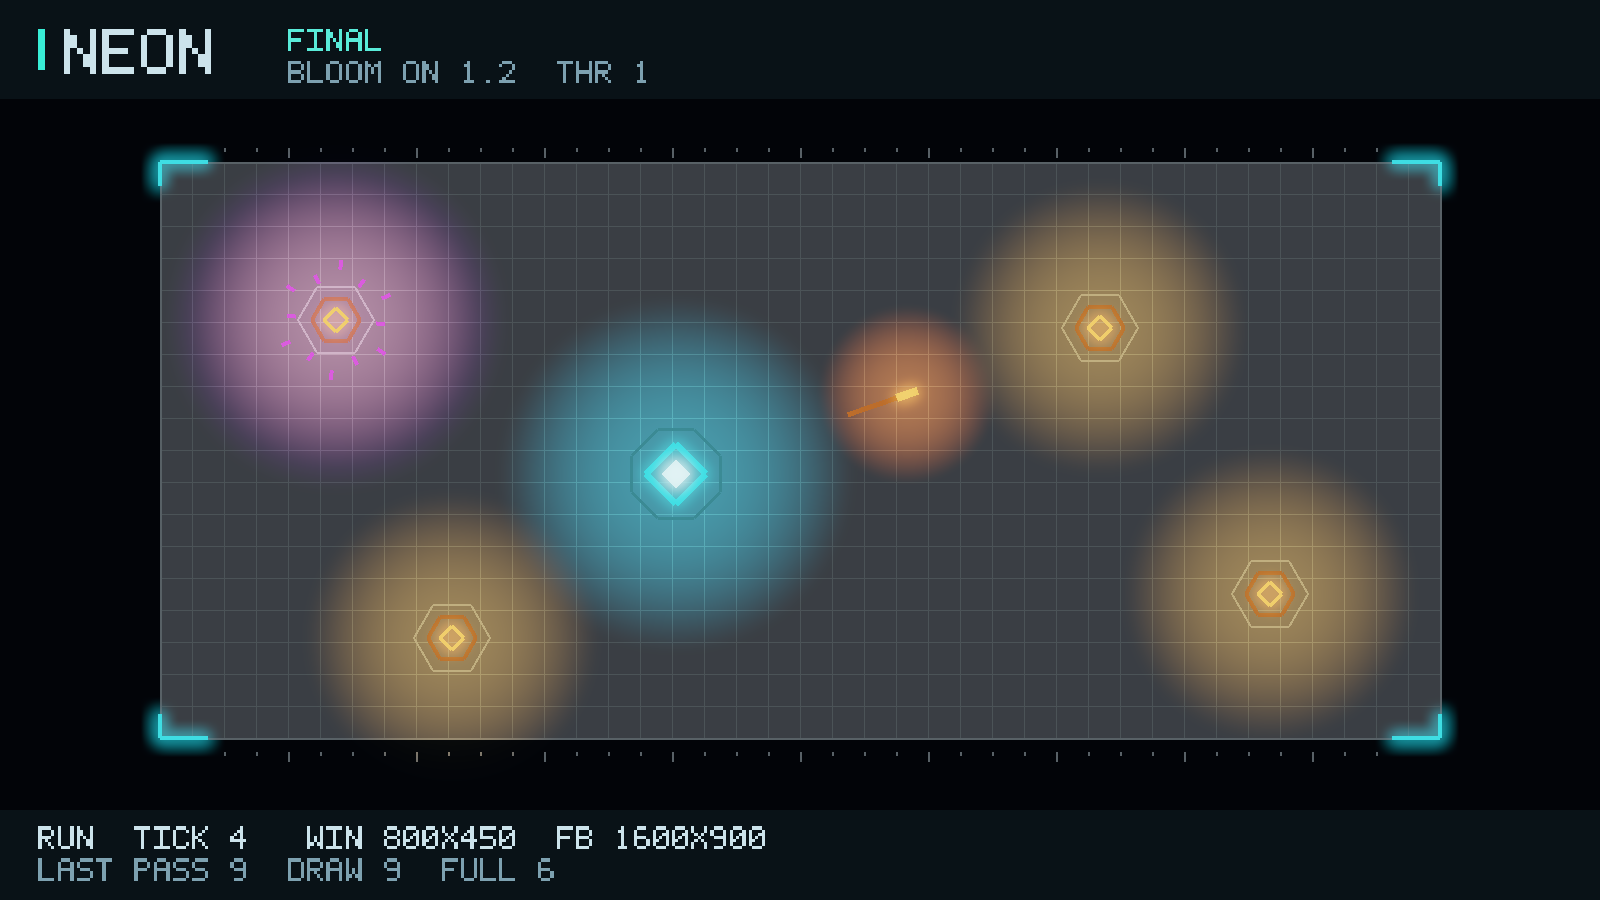 NEON
FINAL
BLOOM ON 1.2  THR 1
RUN  TICK 4   WIN 800X450  FB 1600X900
LAST PASS 9  DRAW 9  FULL 6